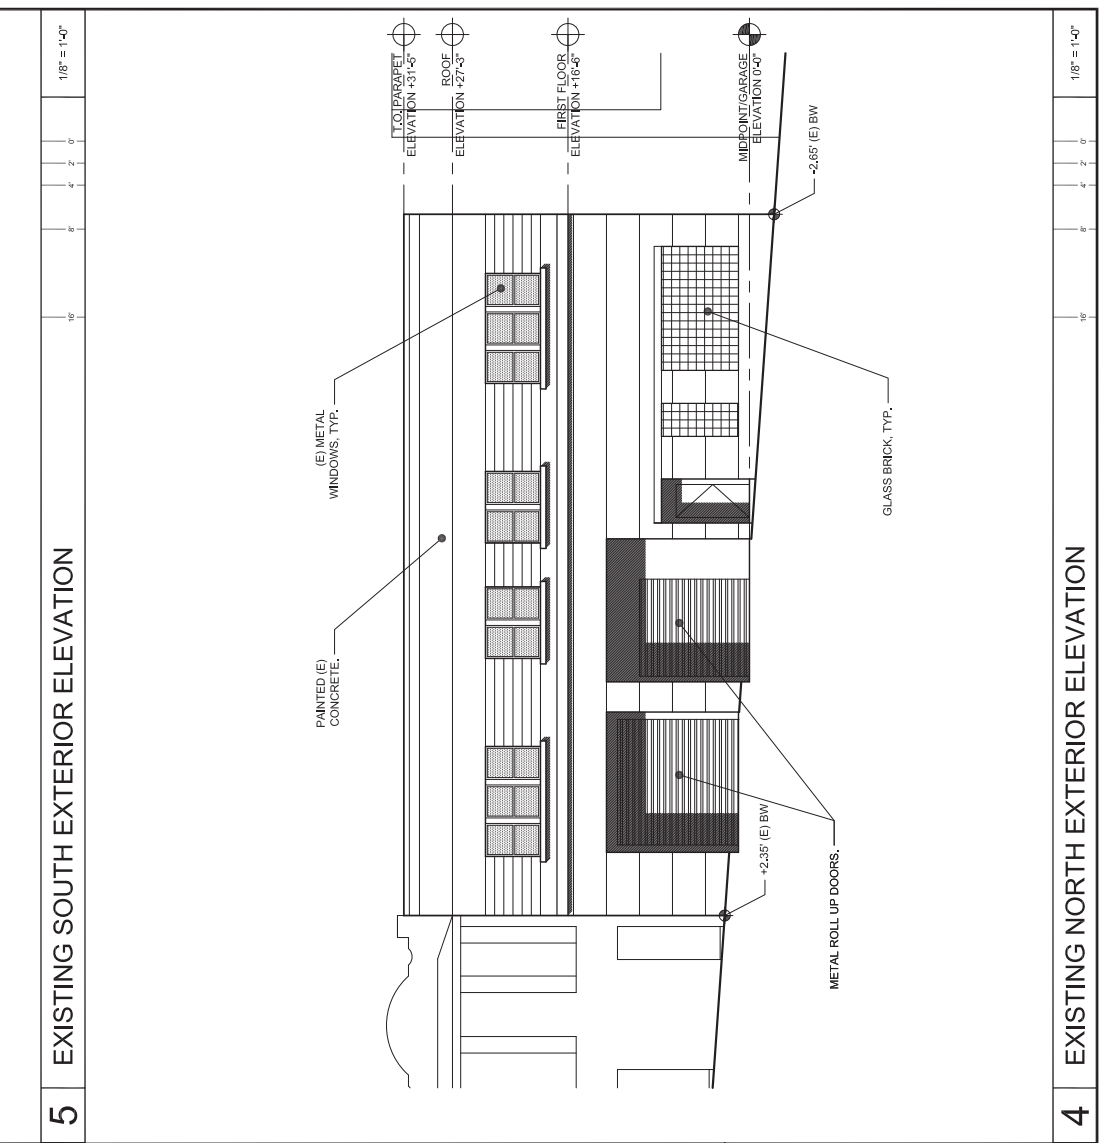 5 EXISTING SOUTH EXTERIOR ELEVATION
16'
8'
4'
2'
0'
1/8" = 1'-0"
T.O. PARAPET
ELEVATION +31'-5"
ROOF
ELEVATION +27'-3"
FIRST FLOOR
ELEVATION +16'-6"
MIDPOINT/GARAGE
ELEVATION 0'-0"
PAINTED (E)
CONCRETE.
(E) METAL
WINDOWS, TYP.
-2.65' (E) BW
+2.35' (E) BW
METAL ROLL UP DOORS.
GLASS BRICK, TYP.
4 EXISTING NORTH EXTERIOR ELEVATION
16'
8'
4'
2'
0'
1/8" = 1'-0"